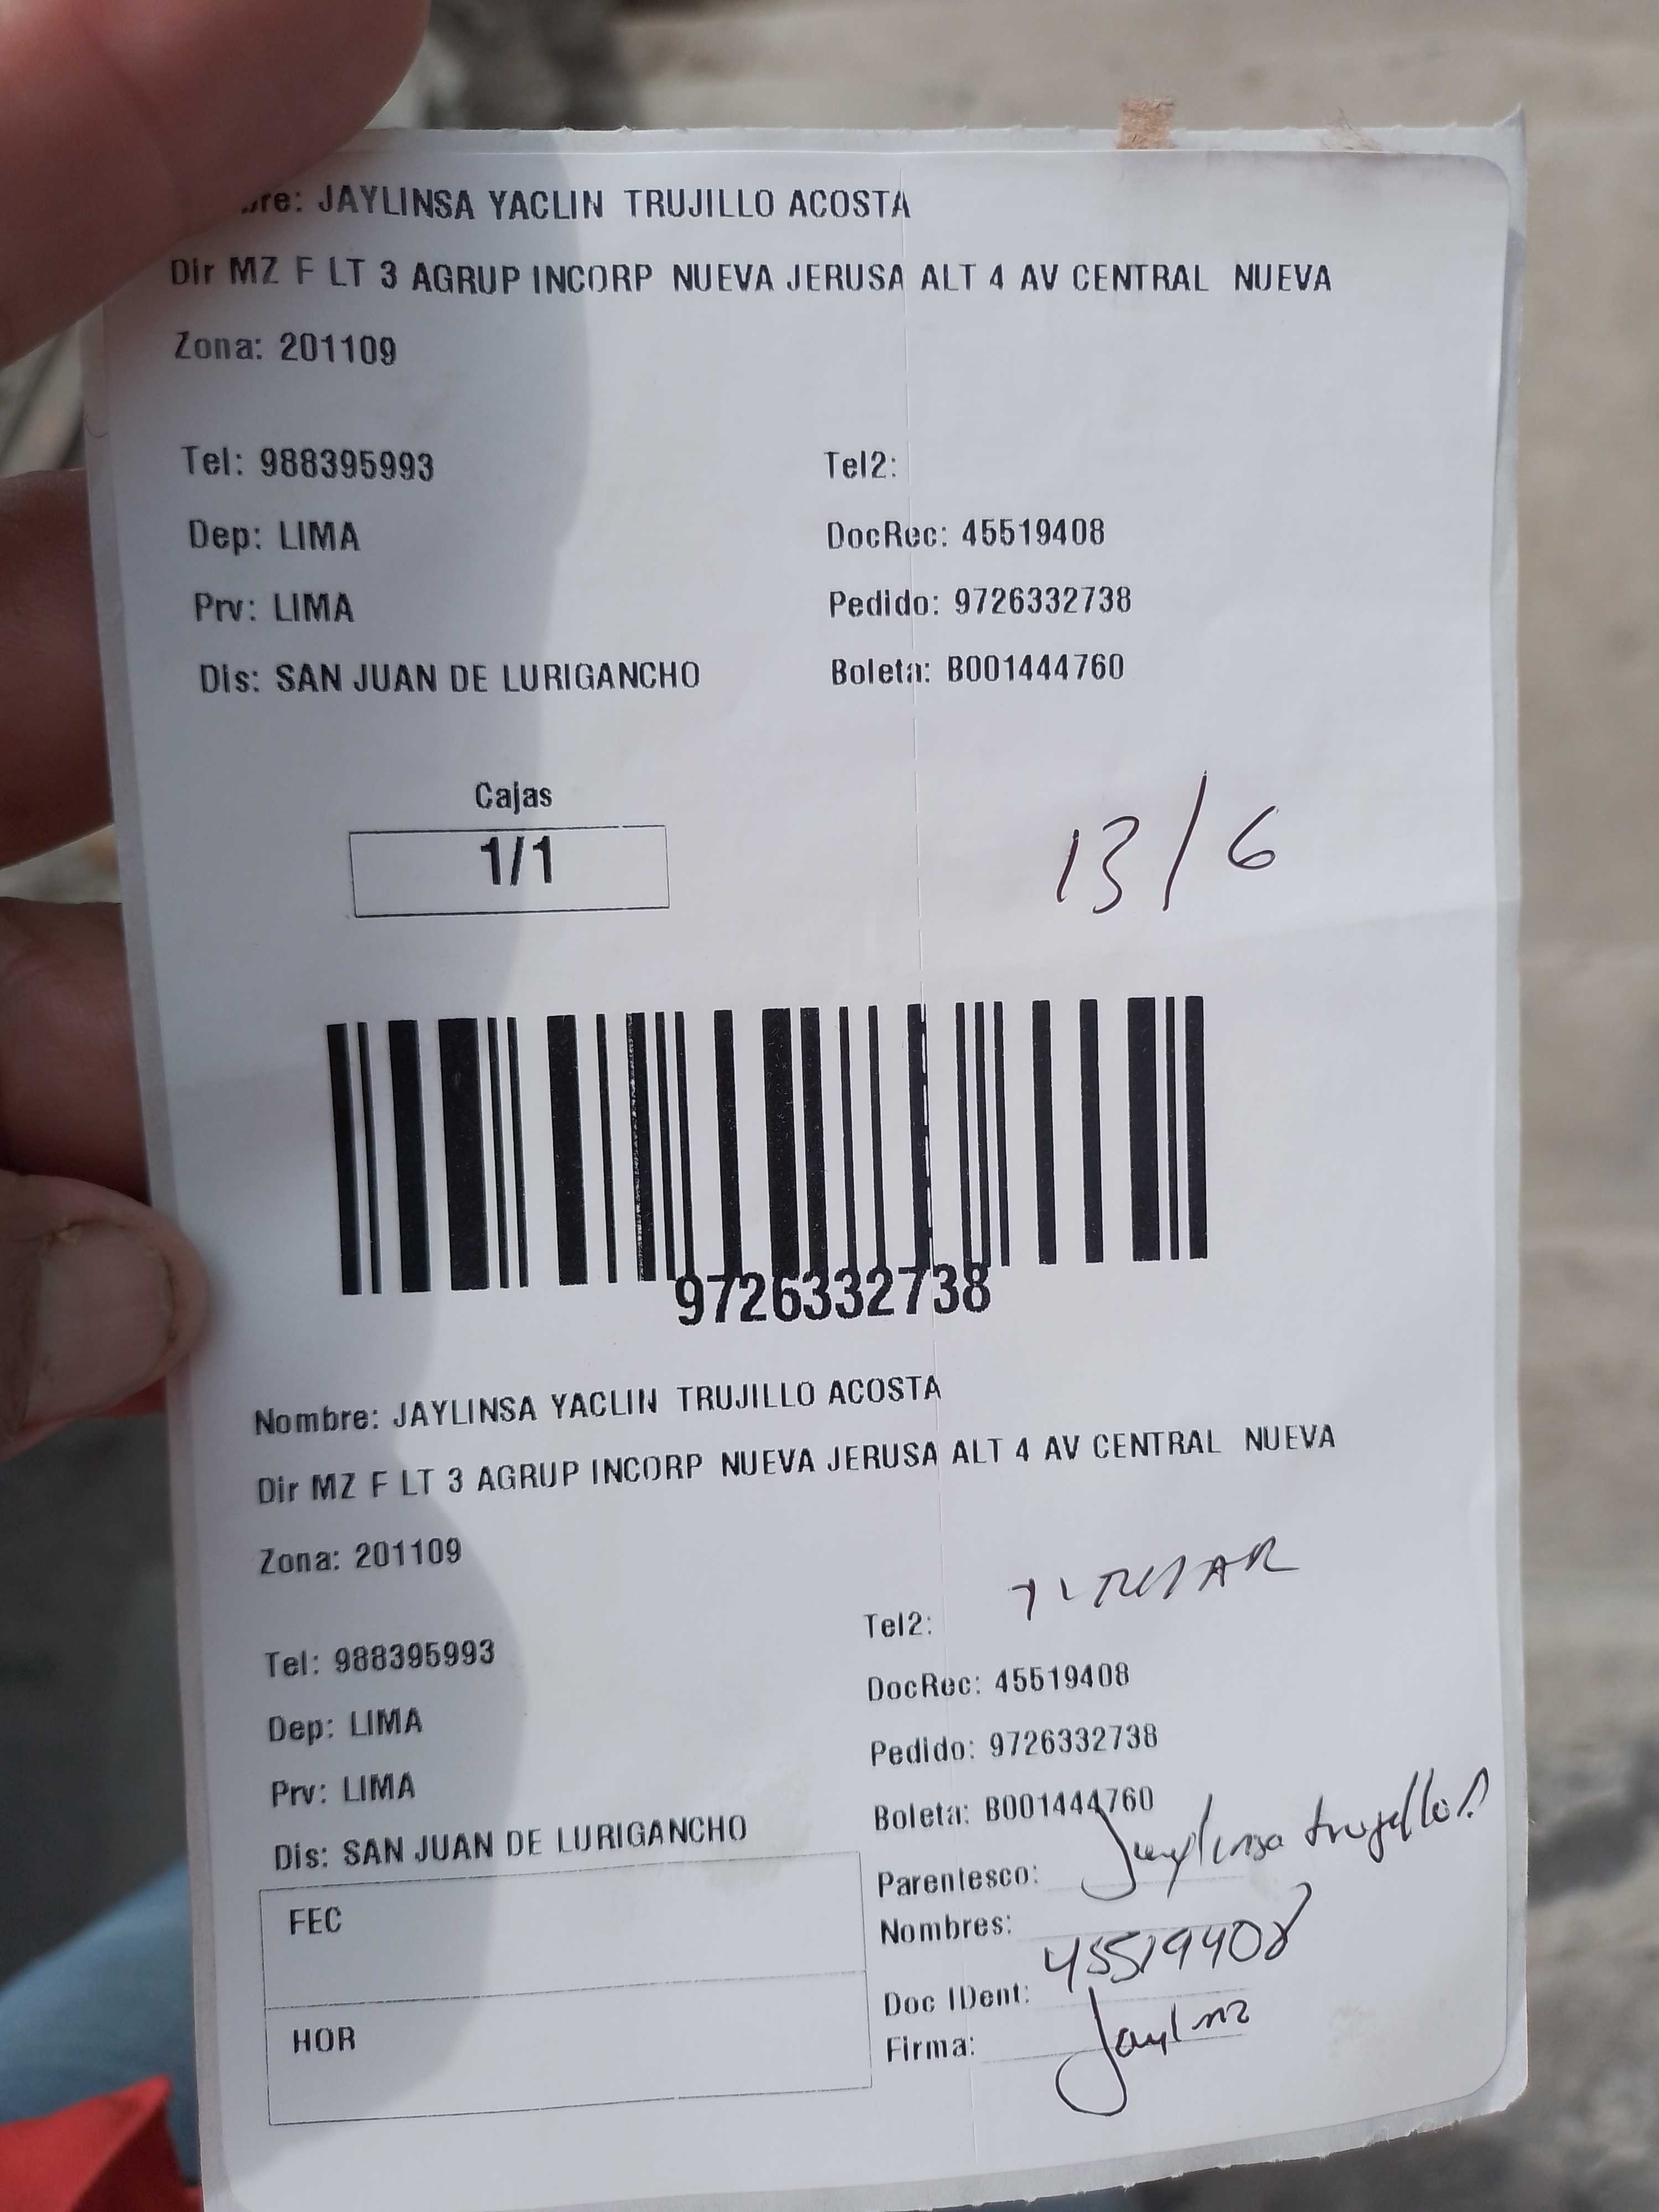 re: JAYLINSA YACLIN TRUJILLO ACOSTA
Dir MZ F LT 3 AGRUP INCORP NUEVA JERUSA ALT 4 AV CENTRAL NUEVA
Zona: 201109
Tel: 988395993 Tel2:
Dep: LIMA DocRec: 45519408
Prv: LIMA Pedido: 9726332738
Dis: SAN JUAN DE LURIGANCHO Boleta: B001444760
Cajas
1/1
13/6
9726332738
Nombre: JAYLINSA YACLIN TRUJILLO ACOSTA
Dir MZ F LT 3 AGRUP INCORP NUEVA JERUSA ALT 4 AV CENTRAL NUEVA
Zona: 201109
Tel: 988395993 Tel2:
Dep: LIMA DocRec: 45519408
Prv: LIMA Pedido: 9726332738
Dis: SAN JUAN DE LURIGANCHO Boleta: B001444760
Parentesco: Jaylinsa trujillo A
FEC
Nombres:
Doc IDent: 45519408
HOR
Firma: